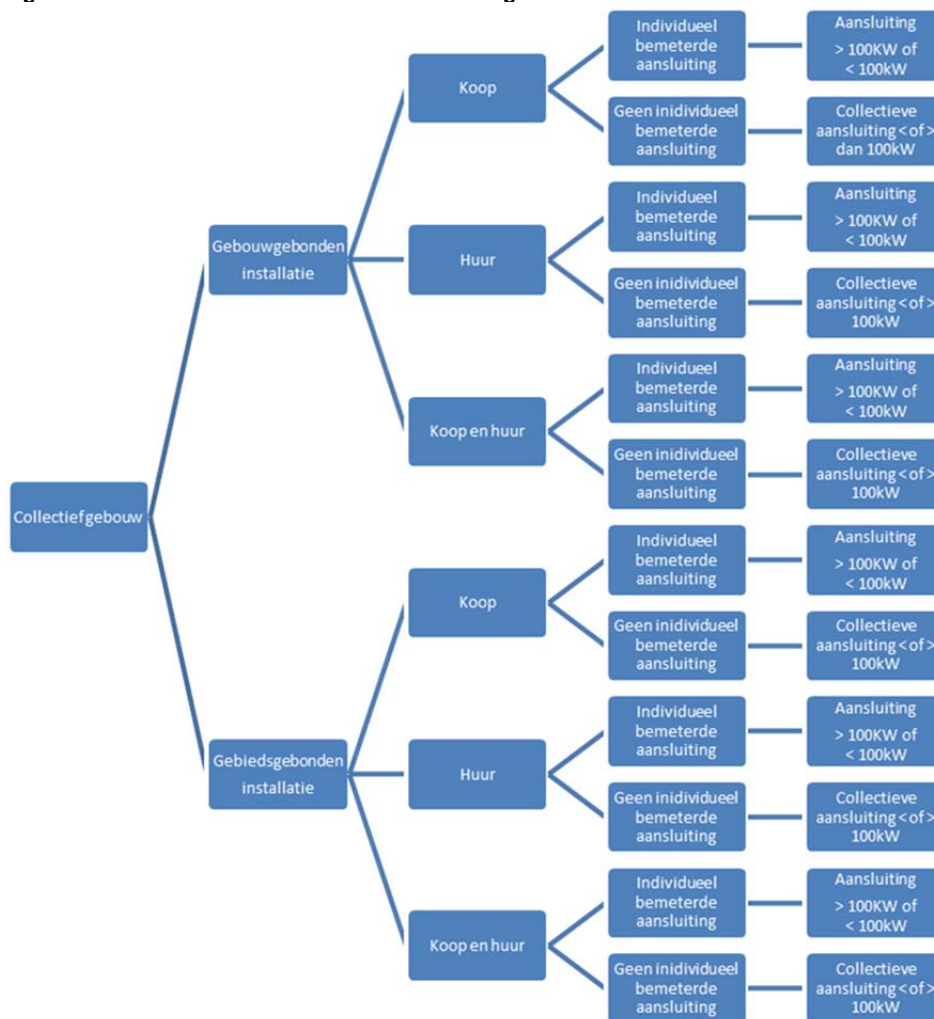 Collectief gebouw
Gebouwgebonden
installatie
Koop
Individueel
bemeterde
aansluiting
Aansluiting
> 100KW of
< 100kW
Geen inidividueel
bemeterde
aansluiting
Collectieve
aansluiting < of >
dan 100kW
Huur
Individueel
bemeterde
aansluiting
Aansluiting
> 100KW of
< 100kW
Geen inidividueel
bemeterde
aansluiting
Collectieve
aansluiting < of >
100kW
Koop en huur
Individueel
bemeterde
aansluiting
Aansluiting
> 100KW of
< 100kW
Geen inidividueel
bemeterde
aansluiting
Collectieve
aansluiting < of >
100kW
Gebiedsgebonden
installatie
Koop
Individueel
bemeterde
aansluiting
Aansluiting
> 100KW of
< 100kW
Geen inidividueel
bemeterde
aansluiting
Collectieve
aansluiting < of >
100kW
Huur
Individueel
bemeterde
aansluiting
Aansluiting
> 100KW of
< 100kW
Geen inidividueel
bemeterde
aansluiting
Collectieve
aansluiting < of >
100kW
Koop en huur
Individueel
bemeterde
aansluiting
Aansluiting
> 100KW of
< 100kW
Geen inidividueel
bemeterde
aansluiting
Collectieve
aansluiting < of >
100kW